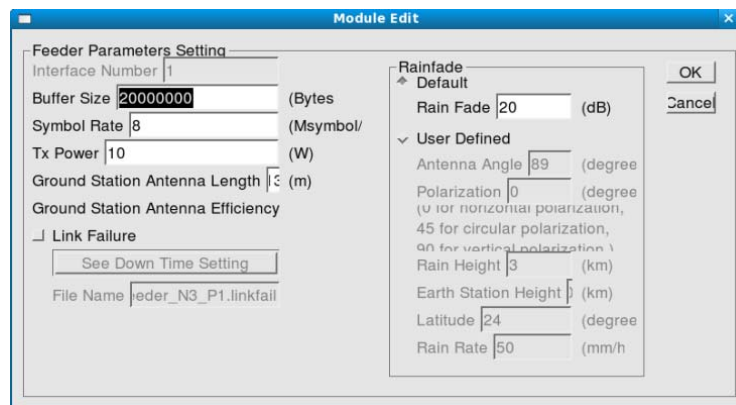 Module Edit
Feeder Parameters Setting
Interface Number 1
Buffer Size 20000000 (Bytes
Symbol Rate 8 (Msymbol/
Tx Power 10 (W)
Ground Station Antenna Length (m)
Ground Station Antenna Efficiency
Link Failure
See Down Time Setting
File Name eeder_N3_P1.linkfail
Rainfade
Default
Rain Fade 20 (dB)
User Defined
Antenna Angle 89 (degree
Polarization 0 (degree
(0 for horizontal polarization,
45 for circular polarization,
90 for vertical polarization.)
Rain Height 3 (km)
Earth Station Height 0 (km)
Latitude 24 (degree
Rain Rate 50 (mm/h
OK
Cancel